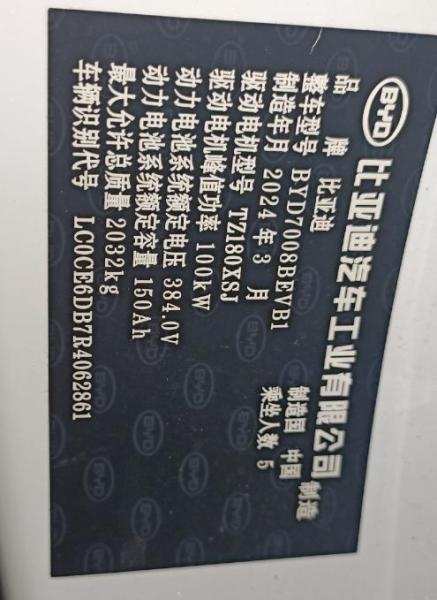 BYD 比亚迪汽车工业有限公司 制造
品牌 比亚迪 制造国 中国
整车型号 BYD7008BEVB1 乘坐人数 5
制造年月 2024年3月
驱动电机型号 TZ180XSJ
驱动电机峰值功率 100kW
动力电池系统额定电压 384.0V
动力电池系统额定容量 150Ah
最大允许总质量 2032kg
车辆识别代号 LC0CE6DB7R4062861